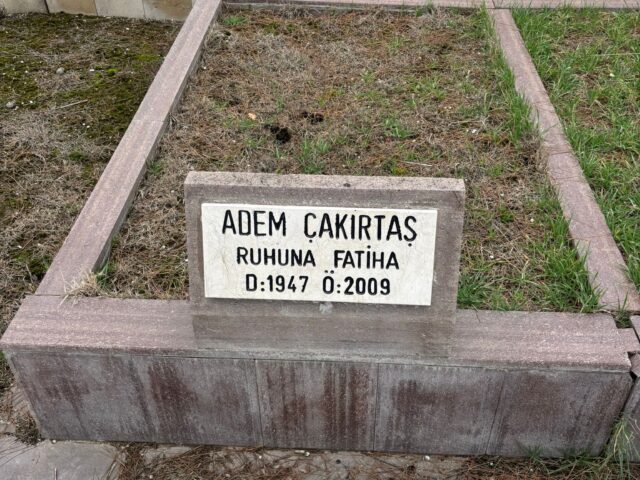 ADEM ÇAKIRTAŞ
RUHUNA FATİHA
D:1947 Ö:2009